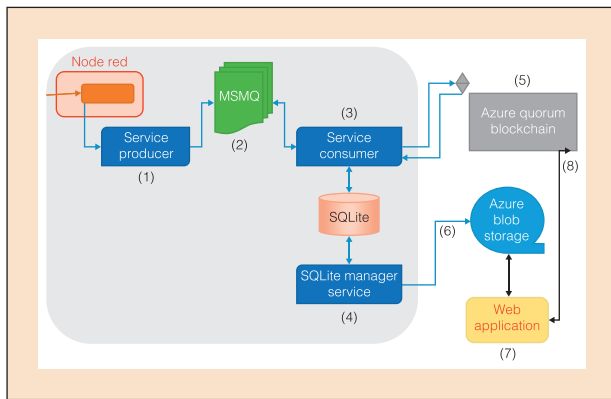 Node red
MSMQ
(2)
Service
producer
(1)
(3)
Service
consumer
SQLite
SQLite manager
service
(4)
(5)
Azure quorum
blockchain
(8)
(6)
Azure
blob
storage
Web
application
(7)